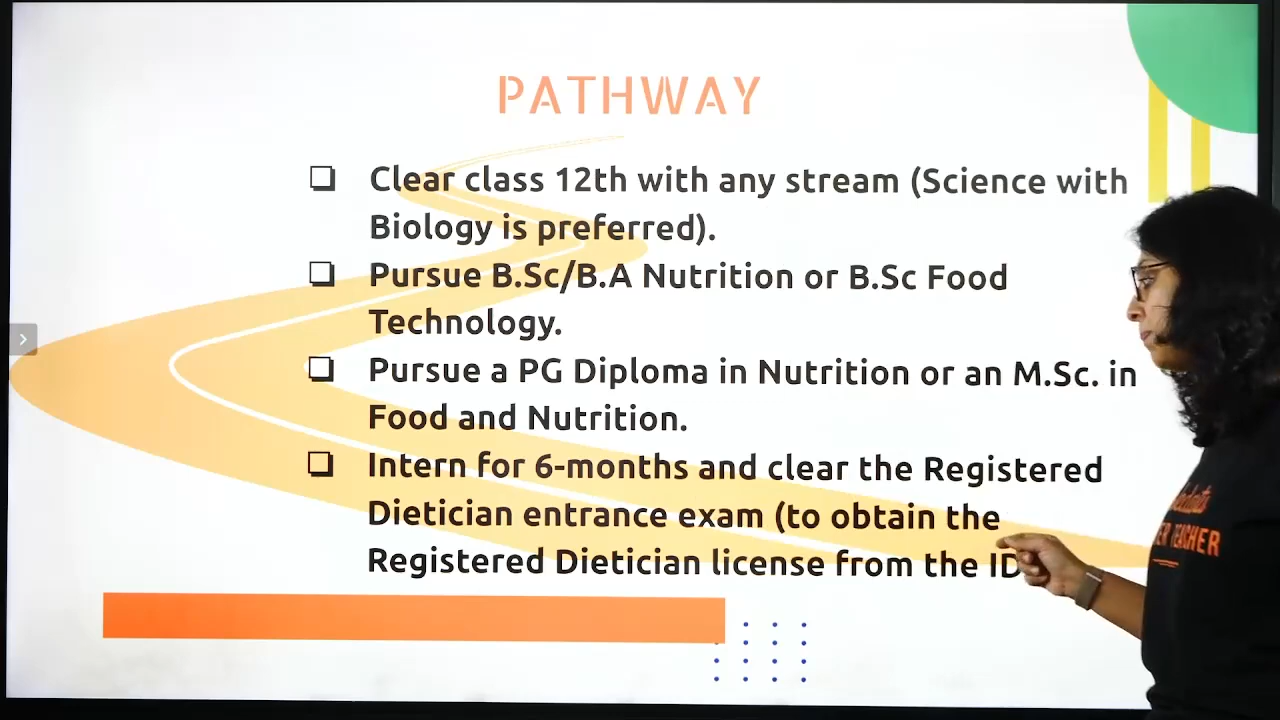 PATHWAY
Clear class 12th with any stream (Science with
Biology is preferred).
Pursue B.Sc/B.A Nutrition or B.Sc Food
Technology.
Pursue a PG Diploma in Nutrition or an M.Sc. in
Food and Nutrition.
Intern for 6-months and clear the Registered
Dietician entrance exam (to obtain the
Registered Dietician license from the
TEACHER